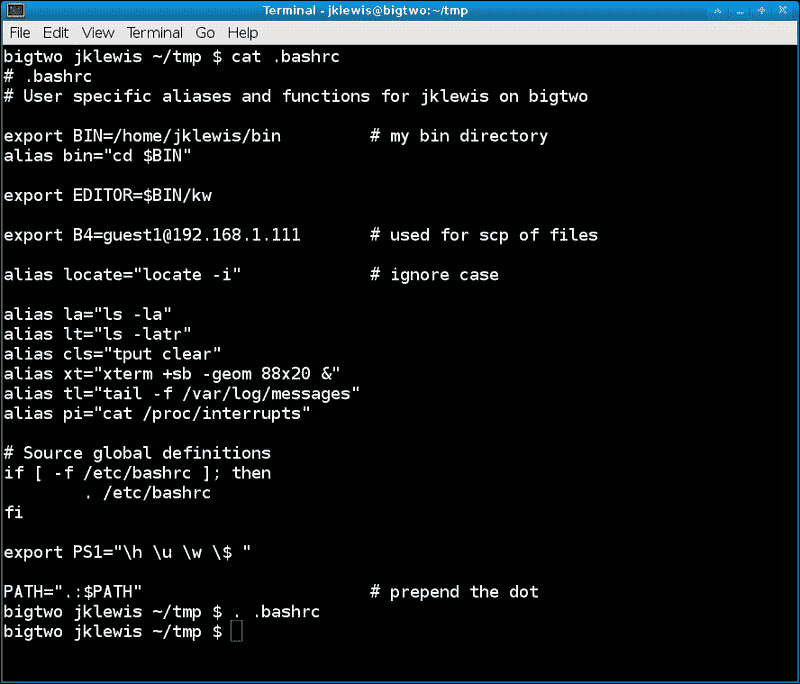 Terminal - jklewis@bigtwo:~/tmp
File Edit View Terminal Go Help
bigtwo jklewis ~/tmp $ cat .bashrc
# .bashrc
# User specific aliases and functions for jklewis on bigtwo
export BIN=/home/jklewis/bin # my bin directory
alias bin="cd $BIN"
export EDITOR=$BIN/kw
export B4=guest1@192.168.1.111 # used for scp of files
alias locate="locate -i" # ignore case
alias la="ls -la"
alias lt="ls -latr"
alias cls="tput clear"
alias xt="xterm +sb -geom 88x20 &"
alias tl="tail -f /var/log/messages"
alias pi="cat /proc/interrupts"
# Source global definitions
if [ -f /etc/bashrc ]; then
. /etc/bashrc
fi
export PS1="\h \u \w \$ "
PATH=".:$PATH" # prepend the dot
bigtwo jklewis ~/tmp $ . .bashrc
bigtwo jklewis ~/tmp $